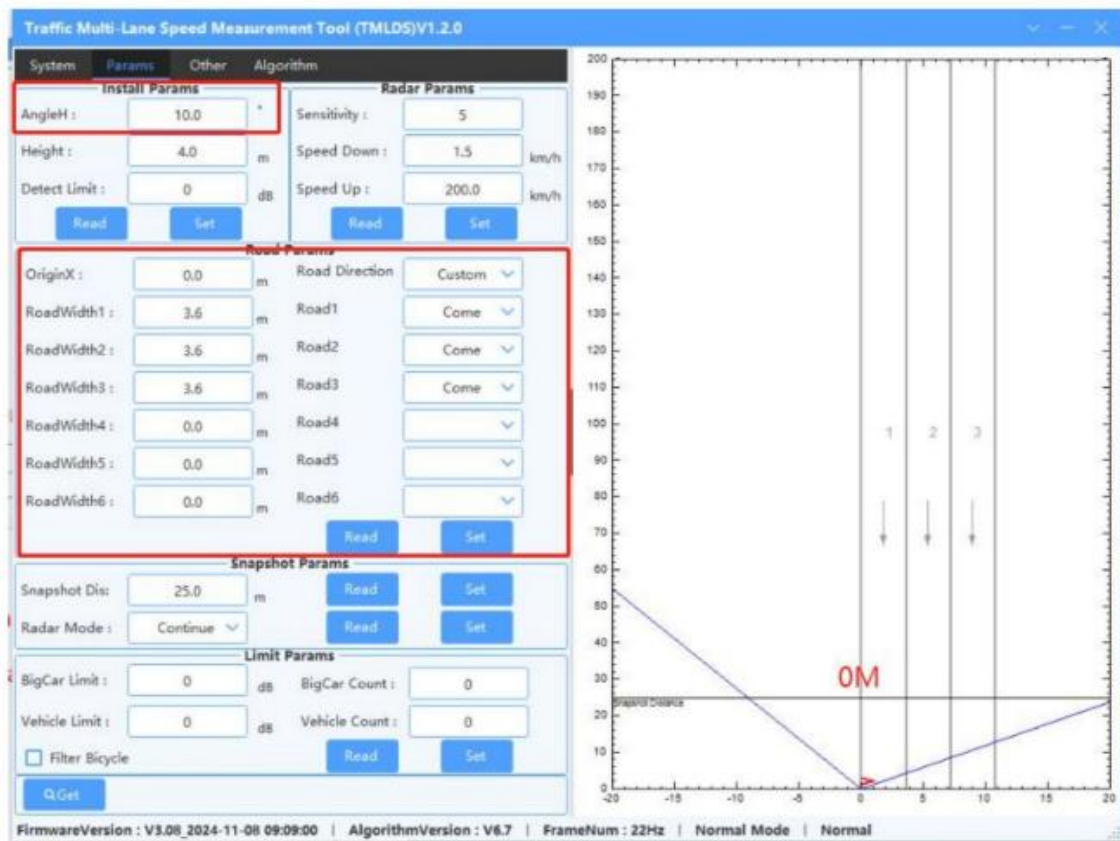 Traffic Multi-Lane Speed Measurement Tool (TMLDS)V1.2.0
System Params Other Algorithm
Install Params
AngleH : 10.0 °
Height : 4.0 m
Detect Limit : 0 dB
Read Set
Radar Params
Sensitivity : 5
Speed Down : 1.5 km/h
Speed Up : 200.0 km/h
Read Set
Road Params
OriginX : 0.0 m Road Direction Custom
RoadWidth1 : 3.6 m Road1 Come
RoadWidth2 : 3.6 m Road2 Come
RoadWidth3 : 3.6 m Road3 Come
RoadWidth4 : 0.0 m Road4
RoadWidth5 : 0.0 m Road5
RoadWidth6 : 0.0 m Road6
Read Set
Snapshot Params
Snapshot Dis: 25.0 m Read Set
Radar Mode : Continue Read Set
Limit Params
BigCar Limit : 0 dB BigCar Count : 0
Vehicle Limit : 0 dB Vehicle Count : 0
Filter Bicycle Read Set
Get
200
190
180
170
160
150
140
130
120
110
100
90
80
70
60
50
40
30
20
10
0
1 2 3
0M
Snapshot Distance
-20 -15 -10 -5 0 5 10 15 20
FirmwareVersion : V3.08_2024-11-08 09:09:00 | AlgorithmVersion : V6.7 | FrameNum : 22Hz | Normal Mode | Normal